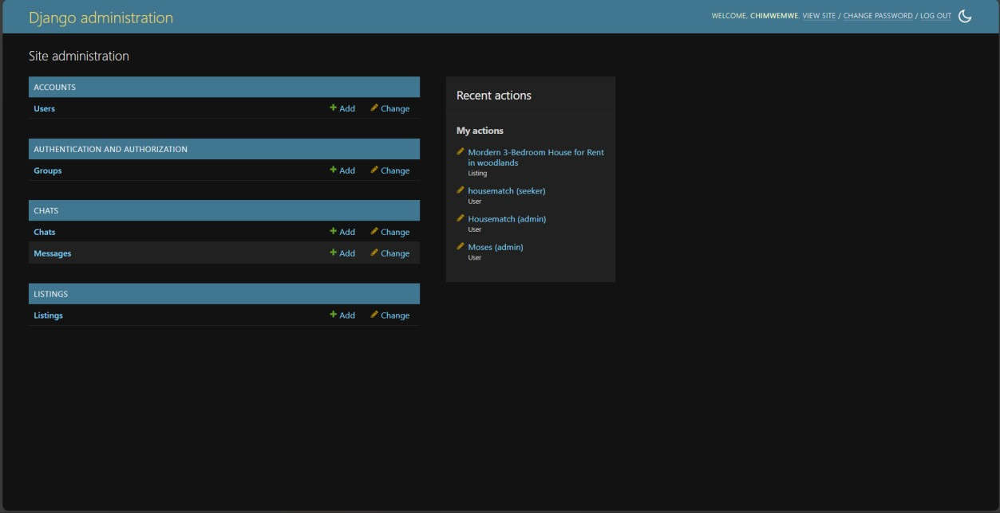 Django administration
WELCOME, CHIMWEMWE. VIEW SITE / CHANGE PASSWORD / LOG OUT
Site administration
ACCOUNTS
Users Add Change
AUTHENTICATION AND AUTHORIZATION
Groups Add Change
CHATS
Chats Add Change
Messages Add Change
LISTINGS
Listings Add Change
Recent actions
My actions
Mordern 3-Bedroom House for Rent
in woodlands
Listing
housematch (seeker)
User
Housematch (admin)
User
Moses (admin)
User